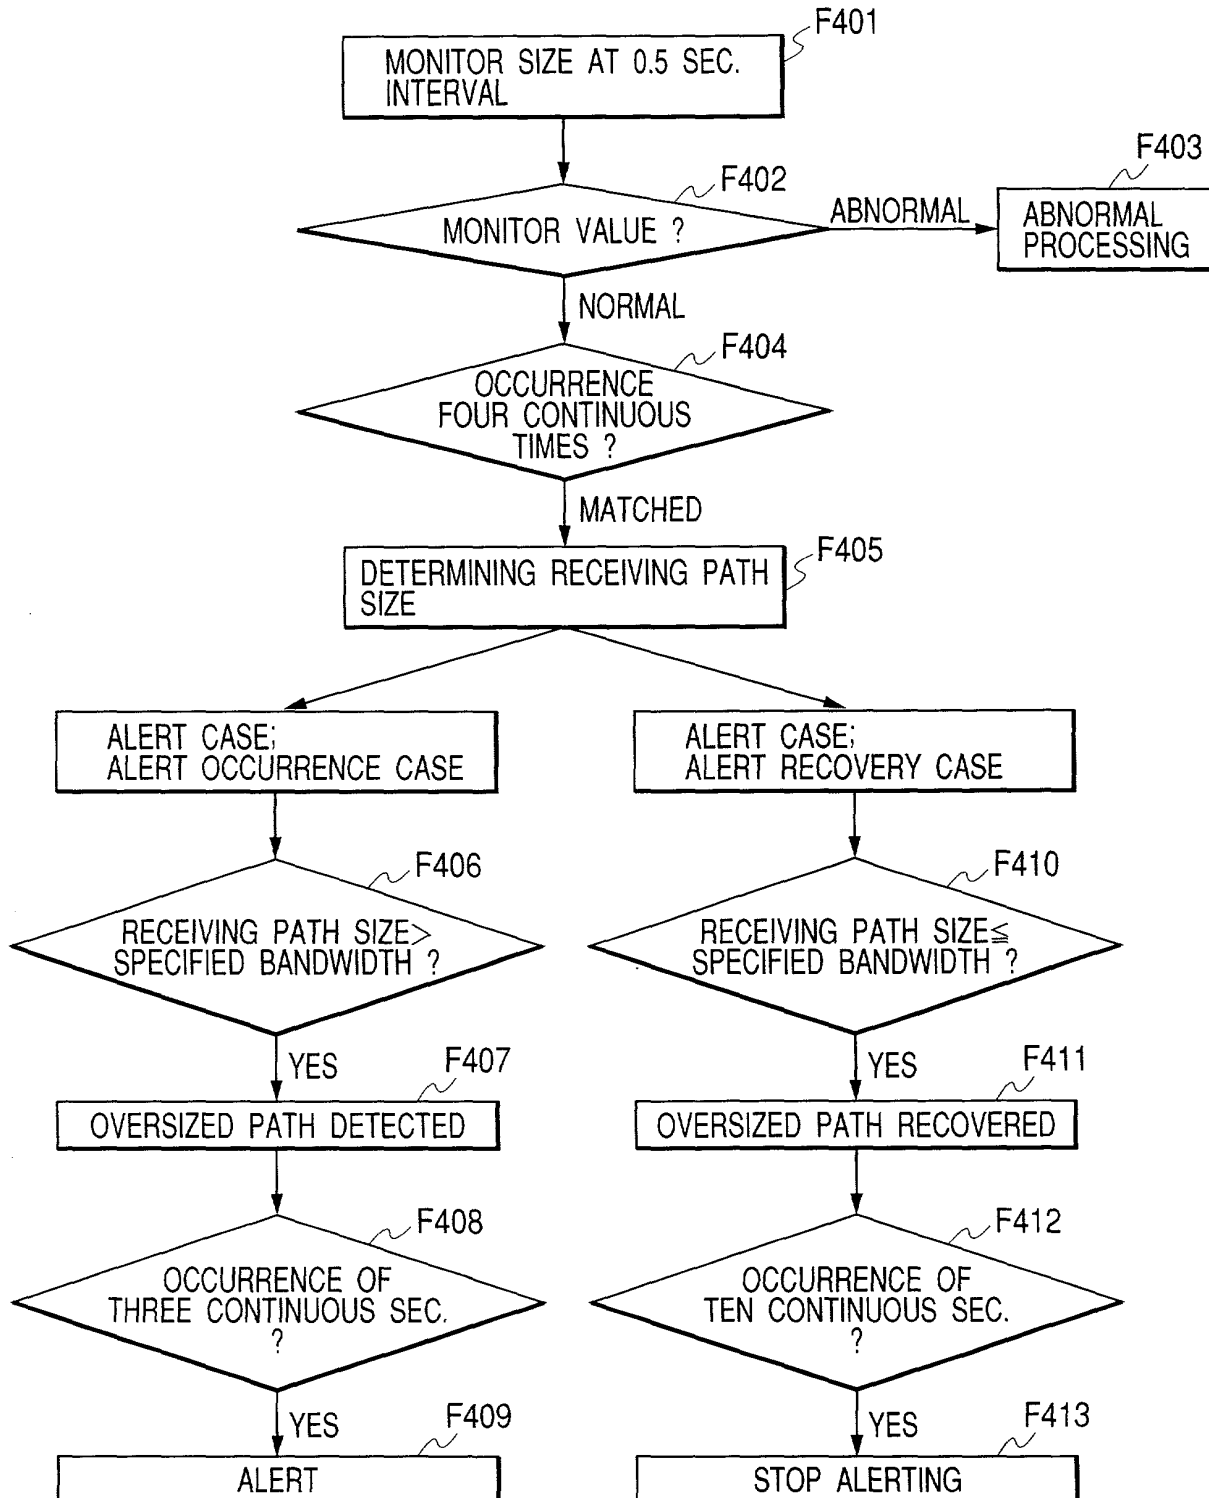 F401
MONITOR SIZE AT 0.5 SEC.
INTERVAL
F402
MONITOR VALUE ?
ABNORMAL
F403
ABNORMAL
PROCESSING
NORMAL
F404
OCCURRENCE
FOUR CONTINUOUS
TIMES ?
MATCHED
F405
DETERMINING RECEIVING PATH
SIZE
ALERT CASE;
ALERT OCCURRENCE CASE
F406
RECEIVING PATH SIZE>
SPECIFIED BANDWIDTH ?
YES
F407
OVERSIZED PATH DETECTED
F408
OCCURRENCE OF
THREE CONTINUOUS SEC.
?
YES
F409
ALERT
ALERT CASE;
ALERT RECOVERY CASE
F410
RECEIVING PATH SIZE≦
SPECIFIED BANDWIDTH ?
YES
F411
OVERSIZED PATH RECOVERED
F412
OCCURRENCE OF
TEN CONTINUOUS SEC.
?
YES
F413
STOP ALERTING